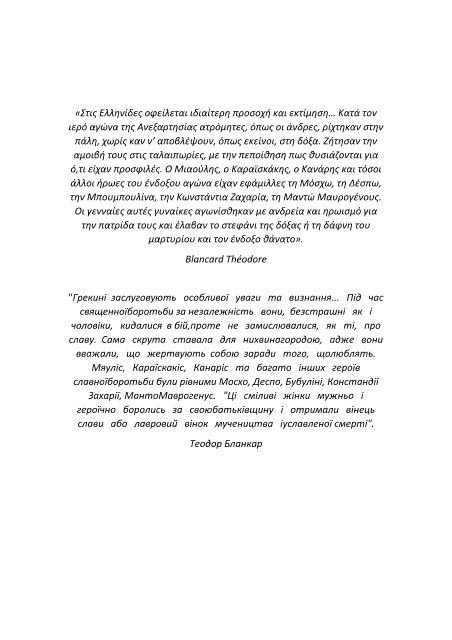 «Στις Ελληνίδες οφείλεται ιδιαίτερη προσοχή και εκτίμηση… Κατά τον
ιερό αγώνα της Ανεξαρτησίας ατρόμητες, όπως οι άνδρες, ρίχτηκαν στην
πάλη, χωρίς καν ν’ αποβλέψουν, όπως εκείνοι, στη δόξα. Ζήτησαν την
αμοιβή τους στις ταλαιπωρίες, με την πεποίθηση πως θυσιάζονται για
ό,τι είχαν προσφιλές. Ο Μιαούλης, ο Καραϊσκάκης, ο Κανάρης και τόσοι
άλλοι ήρωες του ένδοξου αγώνα είχαν εφάμιλλες τη Μόσχω, τη Δέσπω,
την Μπουμπουλίνα, την Κωνστάντια Ζαχαρία, τη Μαντώ Μαυρογένους.
Οι γενναίες αυτές γυναίκες αγωνίσθηκαν με ανδρεία και ηρωισμό για
την πατρίδα τους και έλαβαν το στεφάνι της δόξας ή τη δάφνη του
μαρτυρίου και τον ένδοξο θάνατο».
Blancard Théodore
"Грекині заслуговують особливої уваги та визнання... Під час
священноїборотьби за незалежність вони, безстрашні як і
чоловіки, кидалися в бій,проте не замислювалися, як ті, про
славу. Сама скрута ставала для нихвинагородою, адже вони
вважали, що жертвують собою заради того, щолюблять.
Мяуліс, Караїскакіс, Канаріс та багато інших героїв
славноїборотьби були рівними Мосхо, Деспо, Бубуліні, Констандії
Захарії, МантоМаврогенус. "Ці сміливі жінки мужньо і
героїчно боролись за своюбатьківщину і отримали вінець
слави або лавровий вінок мучеництва іуславленої смерті".
Теодор Бланкар